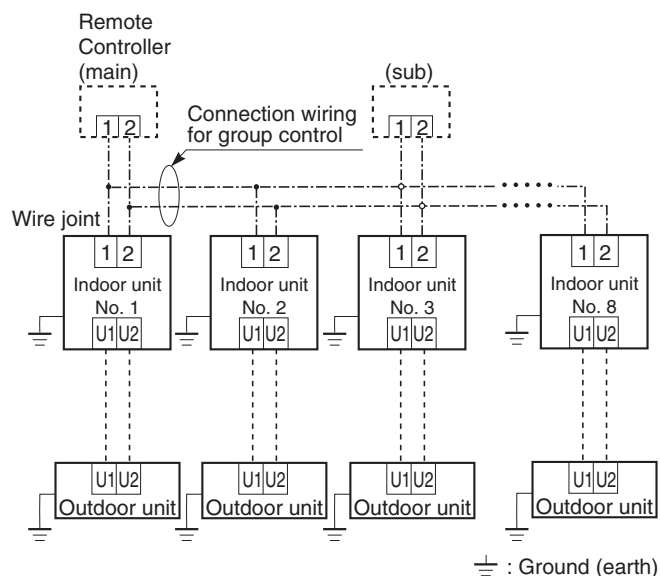 Remote
Controller
(main)
(sub)
1 2
1 2
Connection wiring
for group control
Wire joint
1 2
1 2
1 2
1 2
Indoor unit
No. 1
Indoor unit
No. 2
Indoor unit
No. 3
Indoor unit
No. 8
U1 U2
U1 U2
U1 U2
U1 U2
U1 U2
U1 U2
U1 U2
U1 U2
Outdoor unit
Outdoor unit
Outdoor unit
Outdoor unit
: Ground (earth)